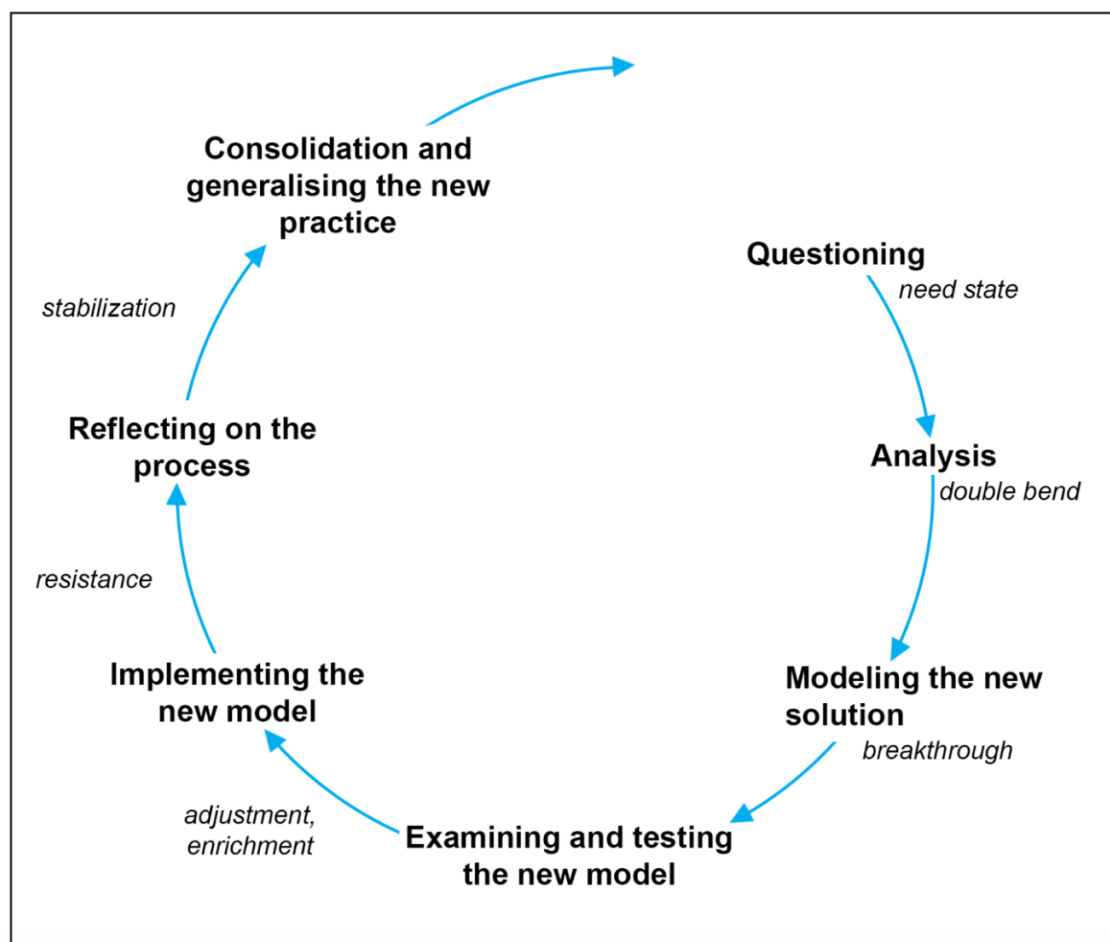 Consolidation and
generalising the new
practice
Questioning
need state
stabilization
Reflecting on the
process
Analysis
double bend
resistance
Implementing the
new model
Modeling the new
solution
breakthrough
adjustment,
enrichment
Examining and testing
the new model